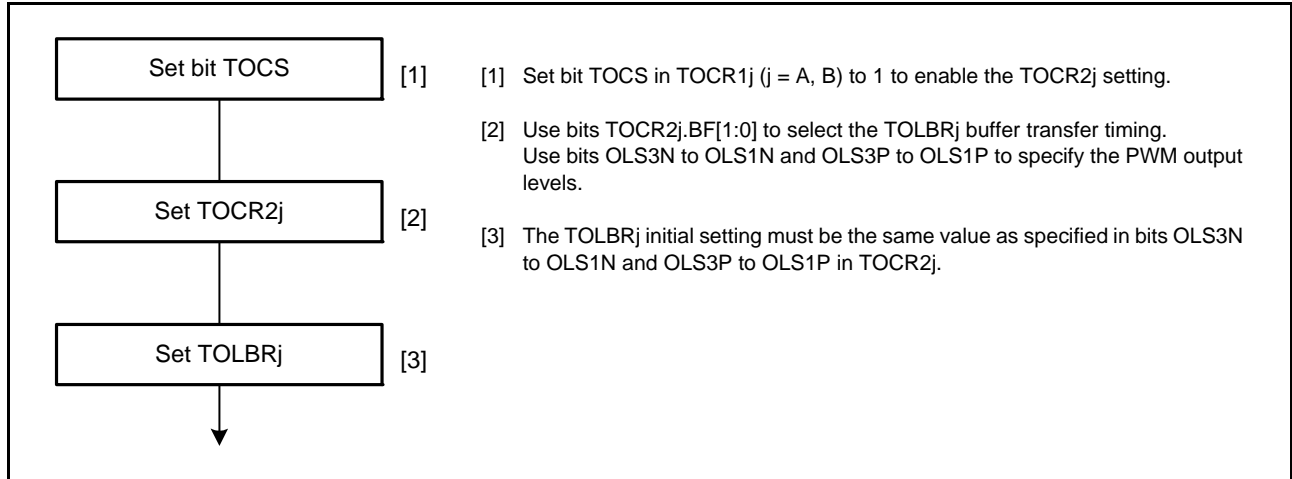 Set bit TOCS
[1]
[1] Set bit TOCS in TOCR1j (j = A, B) to 1 to enable the TOCR2j setting.
[2] Use bits TOCR2j.BF[1:0] to select the TOLBRj buffer transfer timing.
Use bits OLS3N to OLS1N and OLS3P to OLS1P to specify the PWM output
levels.
Set TOCR2j
[2]
[3] The TOLBRj initial setting must be the same value as specified in bits OLS3N
to OLS1N and OLS3P to OLS1P in TOCR2j.
Set TOLBRj
[3]